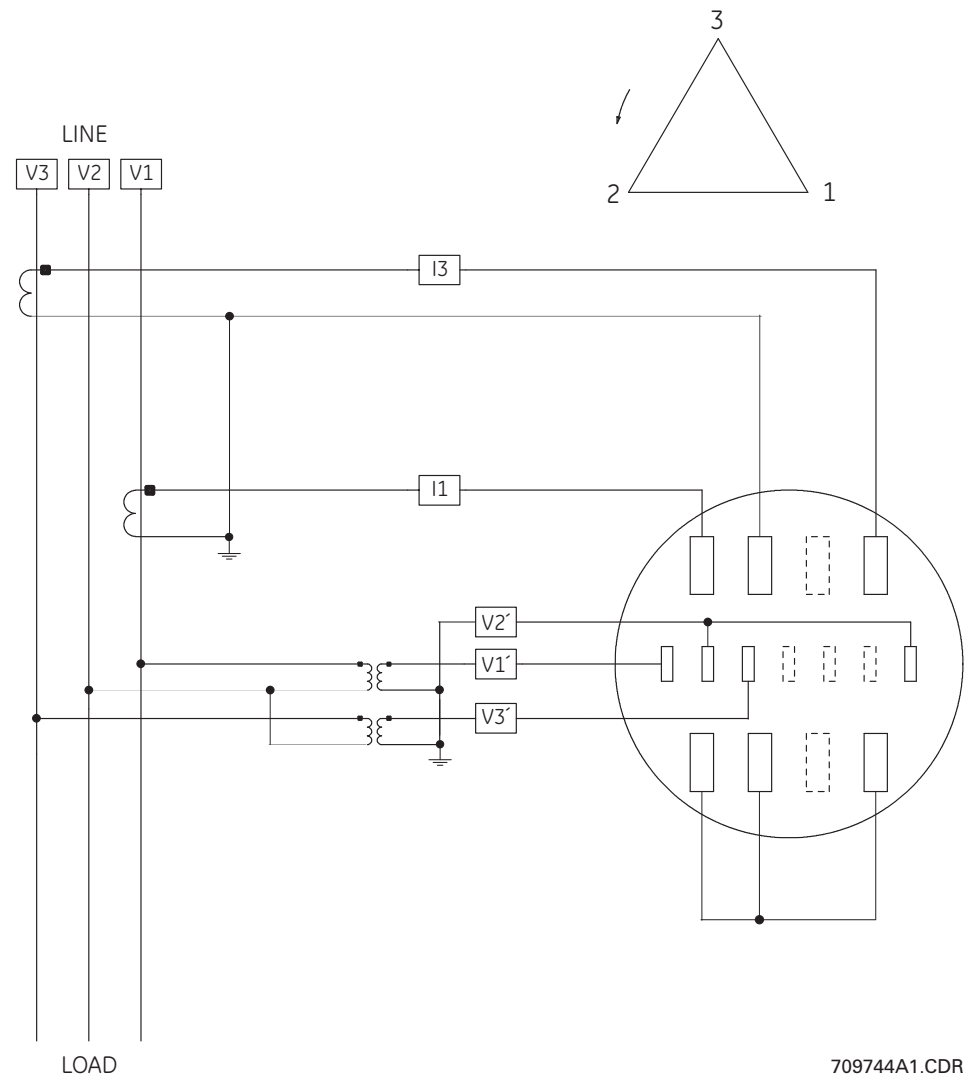 3
2
1
LINE
V3 V2 V1
I3
I1
V2´
V1´
V3´
LOAD
709744A1.CDR